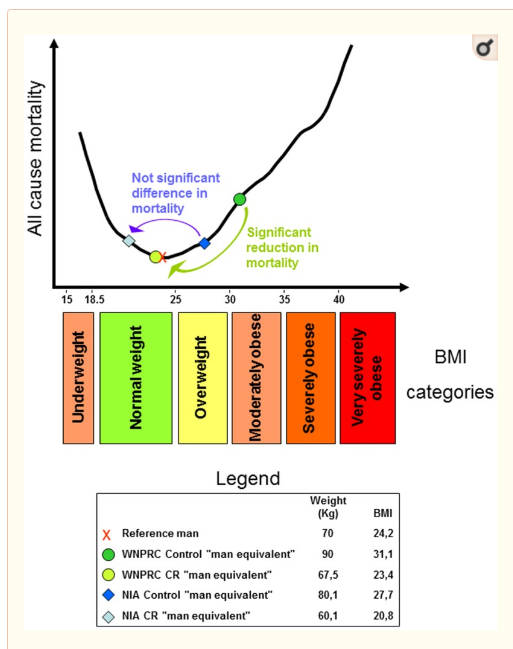 All cause mortality
Not significant
difference in
mortality
Significant
reduction in
mortality
15 18.5 25 30 35 40
Underweight
Normal weight
Overweight
Moderately obese
Severely obese
Very severely
obese
BMI
categories
Legend
Weight
(Kg) BMI
X Reference man 70 24,2
WNPRC Control "man equivalent" 90 31,1
WNPRC CR "man equivalent" 67,5 23,4
NIA Control "man equivalent" 80,1 27,7
NIA CR "man equivalent" 60,1 20,8